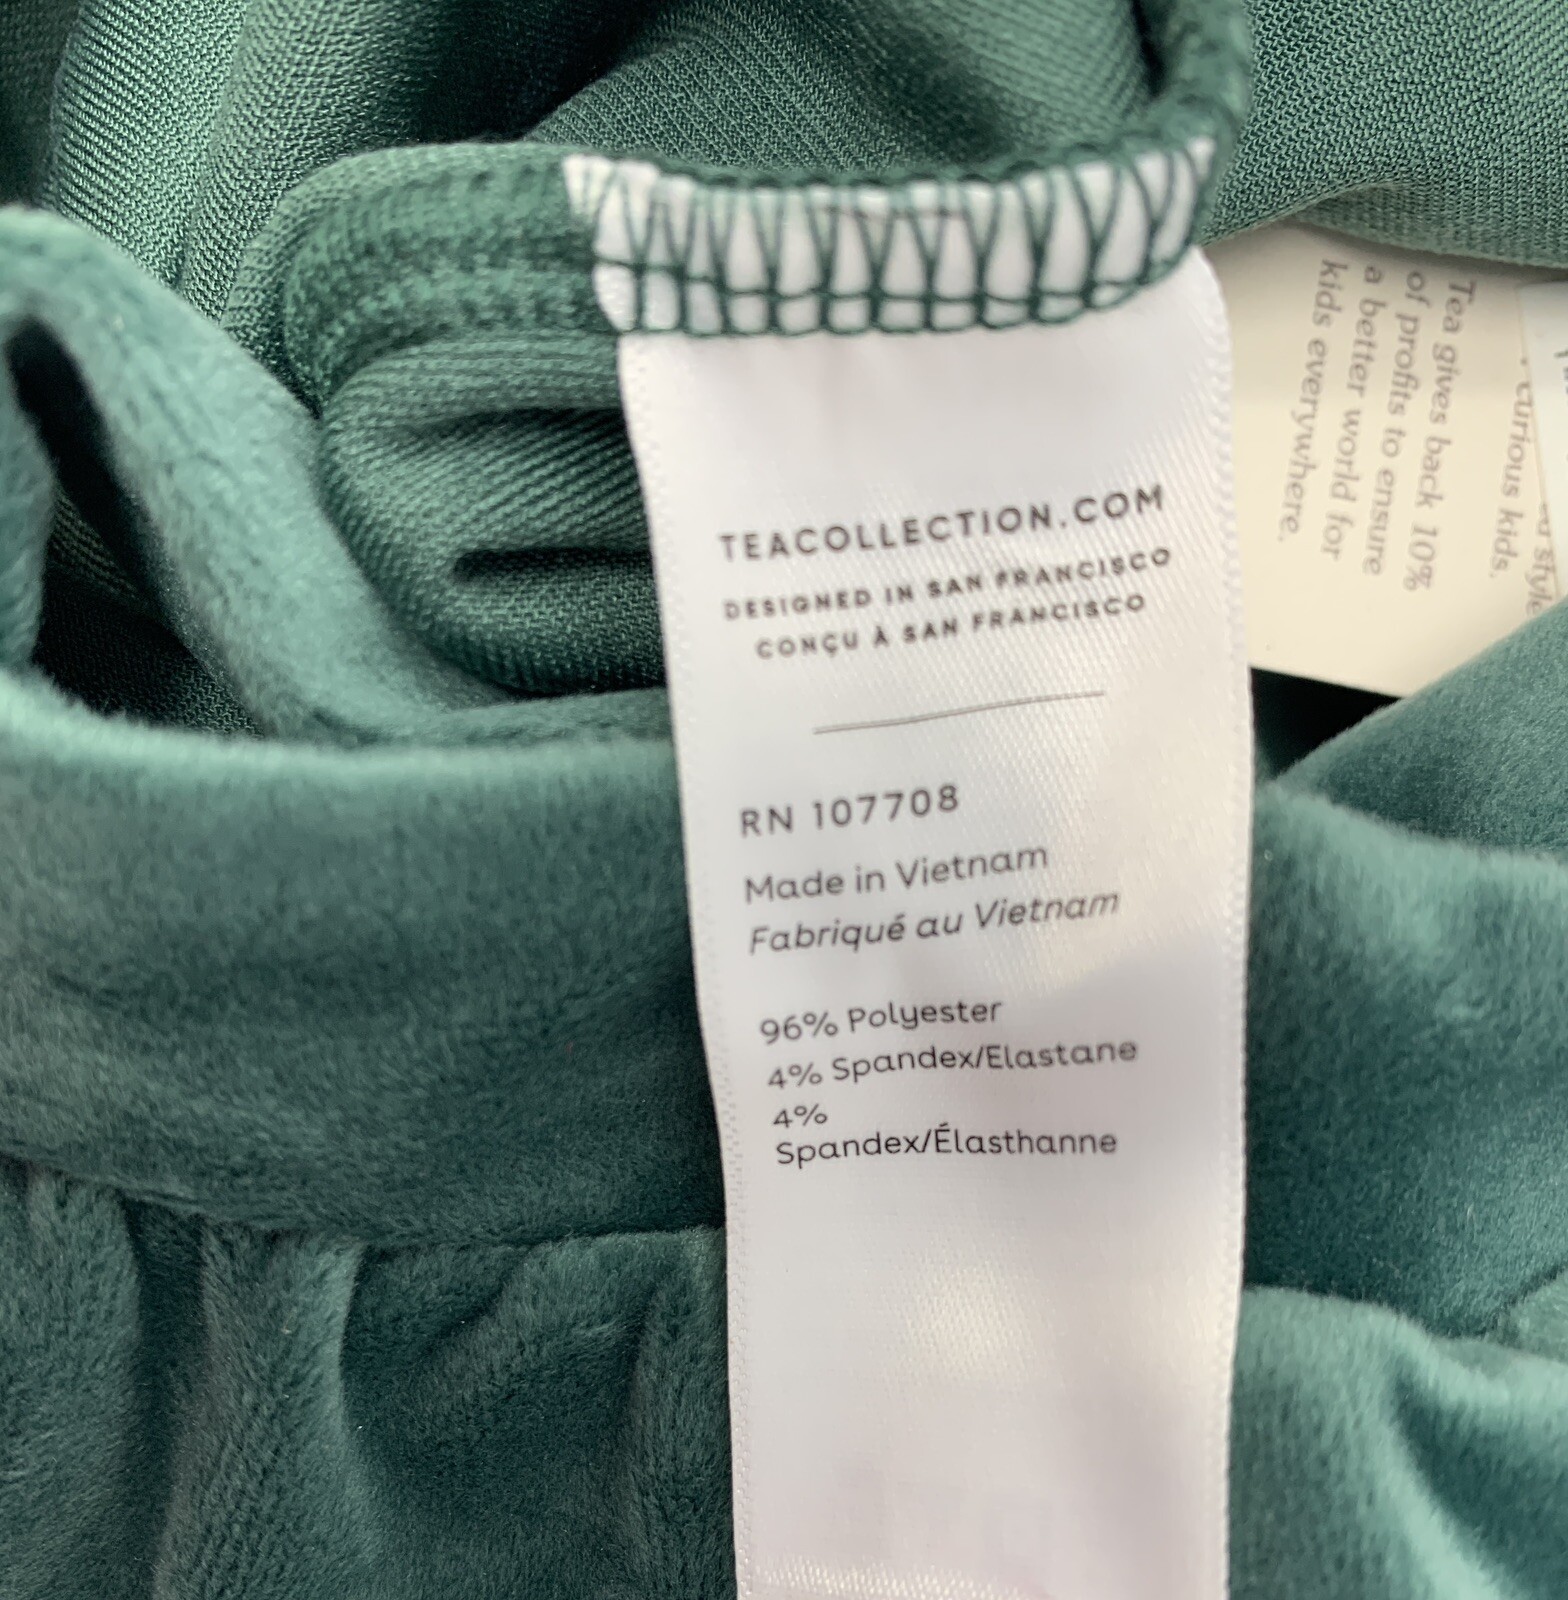 TEACOLLECTION.COM
DESIGNED IN SAN FRANCISCO
CONÇU À SAN FRANCISCO
RN 107708
Made in Vietnam
Fabriqué au Vietnam
96% Polyester
4% Spandex/Elastane
4%
Spandex/Élasthanne
style
curious kids.
Tea gives back 10%
of profits to ensure
a better world for
kids everywhere.